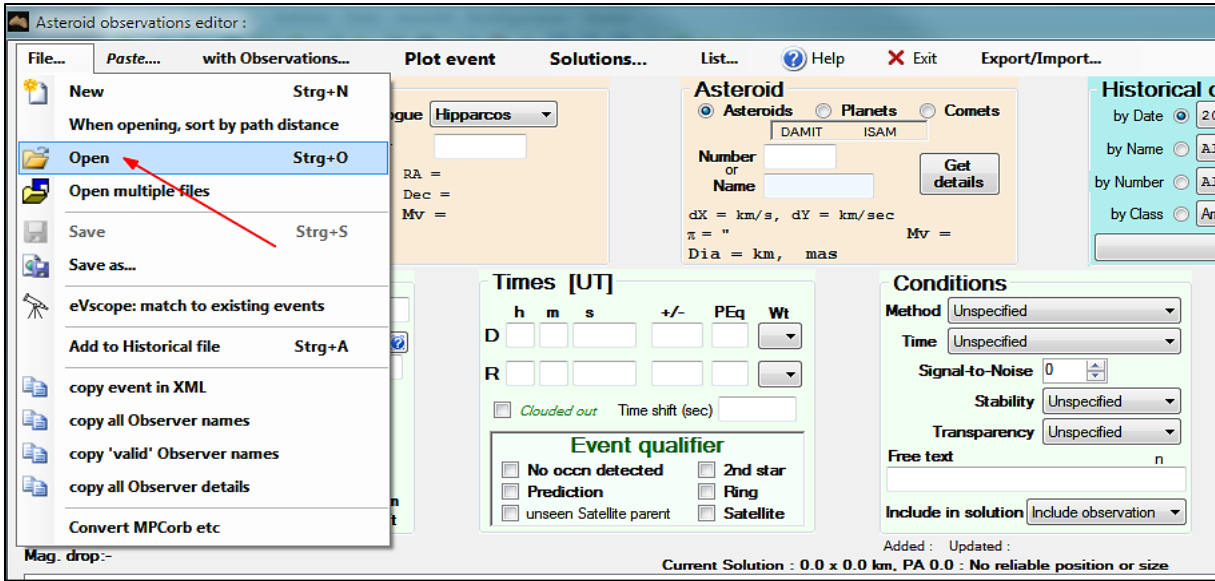 Asteroid observations editor :
File... Paste.... with Observations... Plot event Solutions... List... Help Exit Export/Import...
New Strg+N
When opening, sort by path distance
Open Strg+O
Open multiple files
Save Strg+S
Save as...
eVscope: match to existing events
Add to Historical file Strg+A
copy event in XML
copy all Observer names
copy 'valid' Observer names
copy all Observer details
Convert MPCorb etc
Hipparcos
RA =
Dec =
Mv =
Asteroid
Asteroids Planets Comets
DAMIT ISAM
Number
or
Name
Get
details
dX = km/s, dY = km/sec
π = " Mv =
Dia = km, mas
Historical
by Date
by Name
by Number
by Class
Times [UT]
h m s +/- PEq Wt
D
R
Clouded out Time shift (sec)
Event qualifier
No occn detected 2nd star
Prediction Ring
unseen Satellite parent Satellite
Conditions
Method Unspecified
Time Unspecified
Signal-to-Noise 0
Stability Unspecified
Transparency Unspecified
Free text n
Include in solution Include observation
Added : Updated :
Mag. drop:-
Current Solution : 0.0 x 0.0 km, PA 0.0 : No reliable position or size